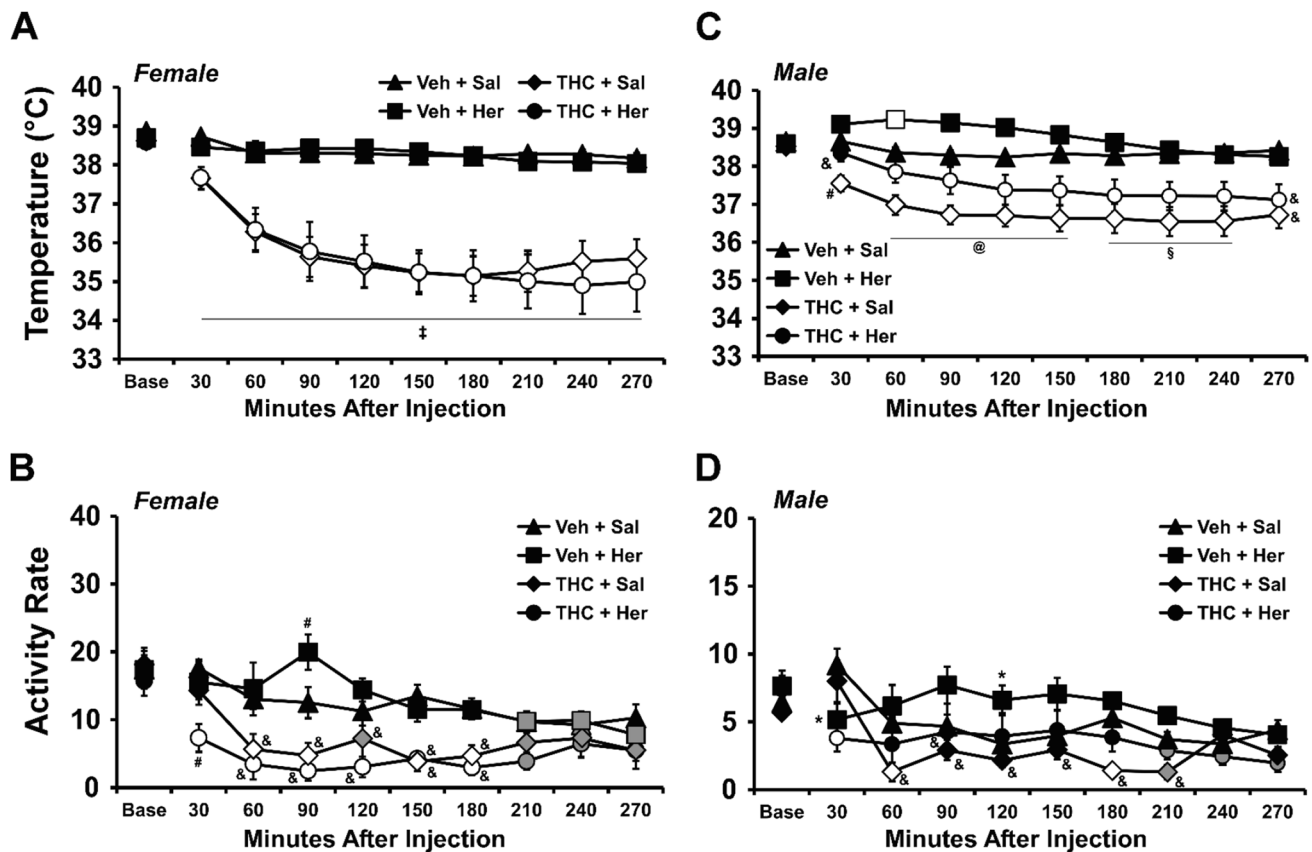 A
Female
Veh + Sal
THC + Sal
Veh + Her
THC + Her
Temperature (°C)
40
39
38
37
36
35
34
33
‡
Base 30 60 90 120 150 180 210 240 270
Minutes After Injection
C
Male
40
39
38
37
36
35
34
33
&
#
&
&
@
§
Veh + Sal
Veh + Her
THC + Sal
THC + Her
Base 30 60 90 120 150 180 210 240 270
Minutes After Injection
B
Female
Activity Rate
40
30
20
10
0
Veh + Sal
Veh + Her
THC + Sal
THC + Her
#
#
& & & & & & & & &
Base 30 60 90 120 150 180 210 240 270
Minutes After Injection
D
Male
20
15
10
5
0
Veh + Sal
Veh + Her
THC + Sal
THC + Her
*
*
& & & & & & &
Base 30 60 90 120 150 180 210 240 270
Minutes After Injection